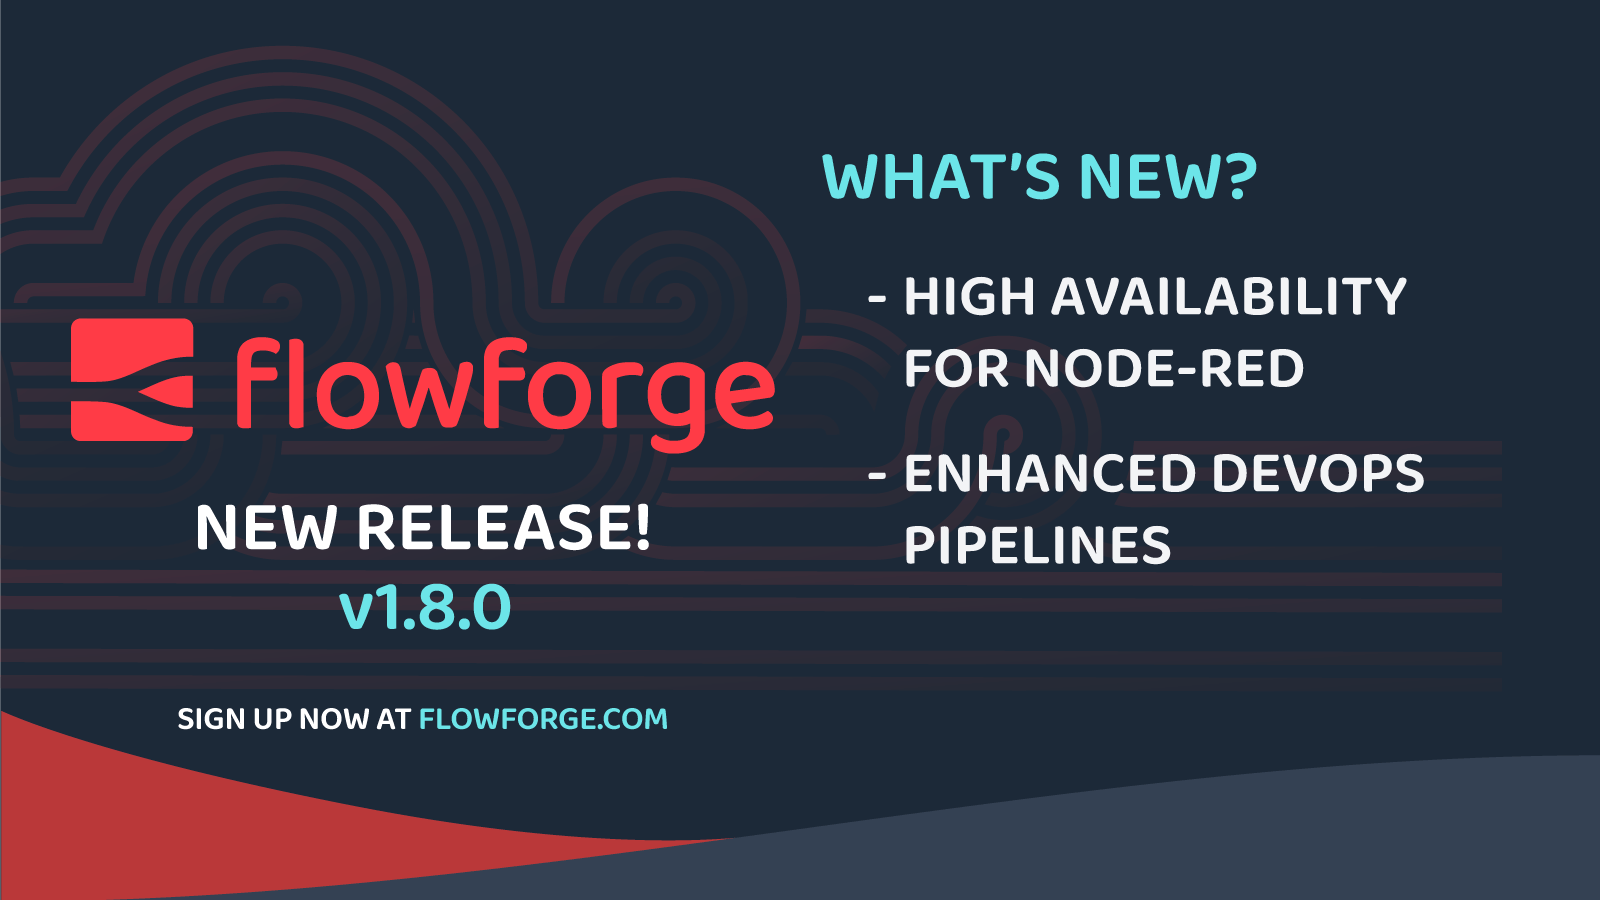 flowforge
NEW RELEASE!
v1.8.0
SIGN UP NOW AT FLOWFORGE.COM
WHAT'S NEW?
- HIGH AVAILABILITY
FOR NODE-RED
- ENHANCED DEVOPS
PIPELINES